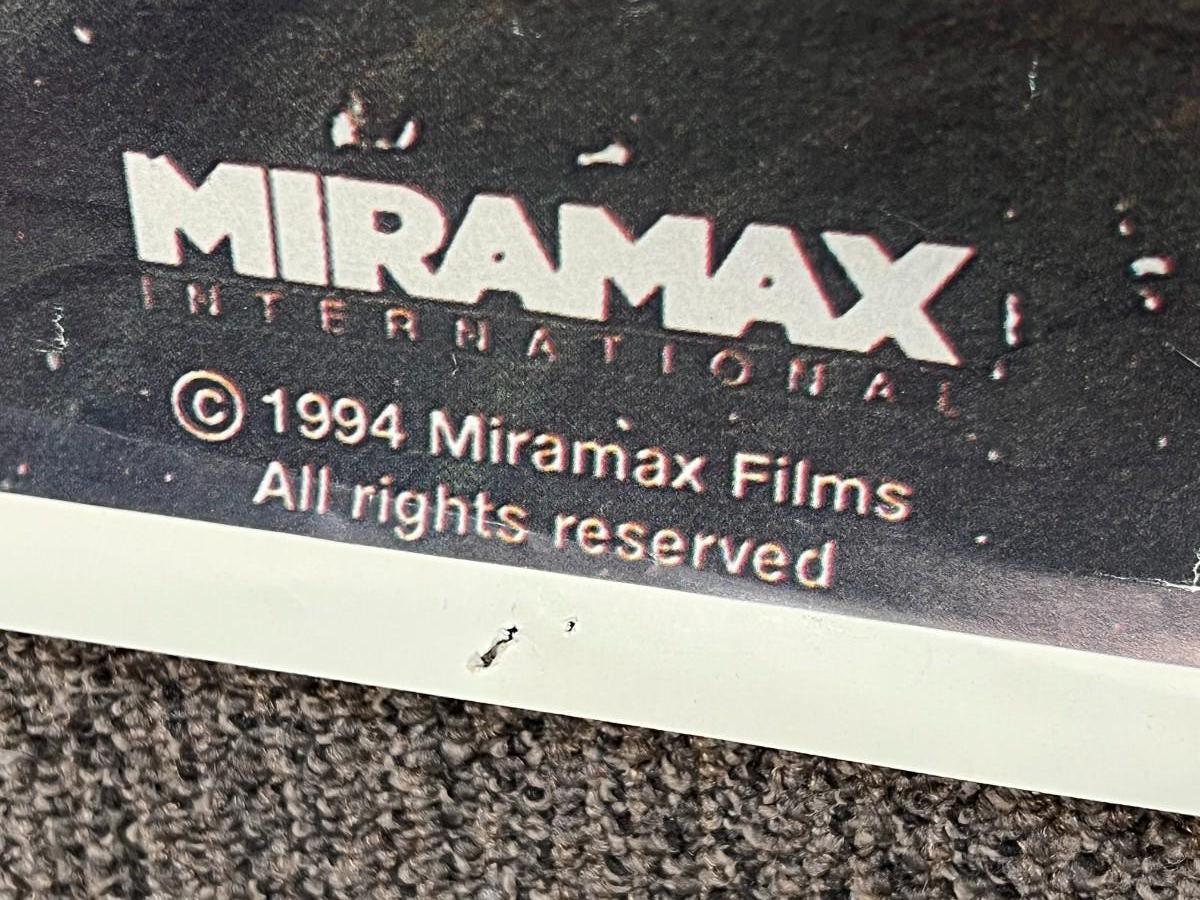 MIRAMAX
INTERNATIONAL
© 1994 Miramax Films
All rights reserved